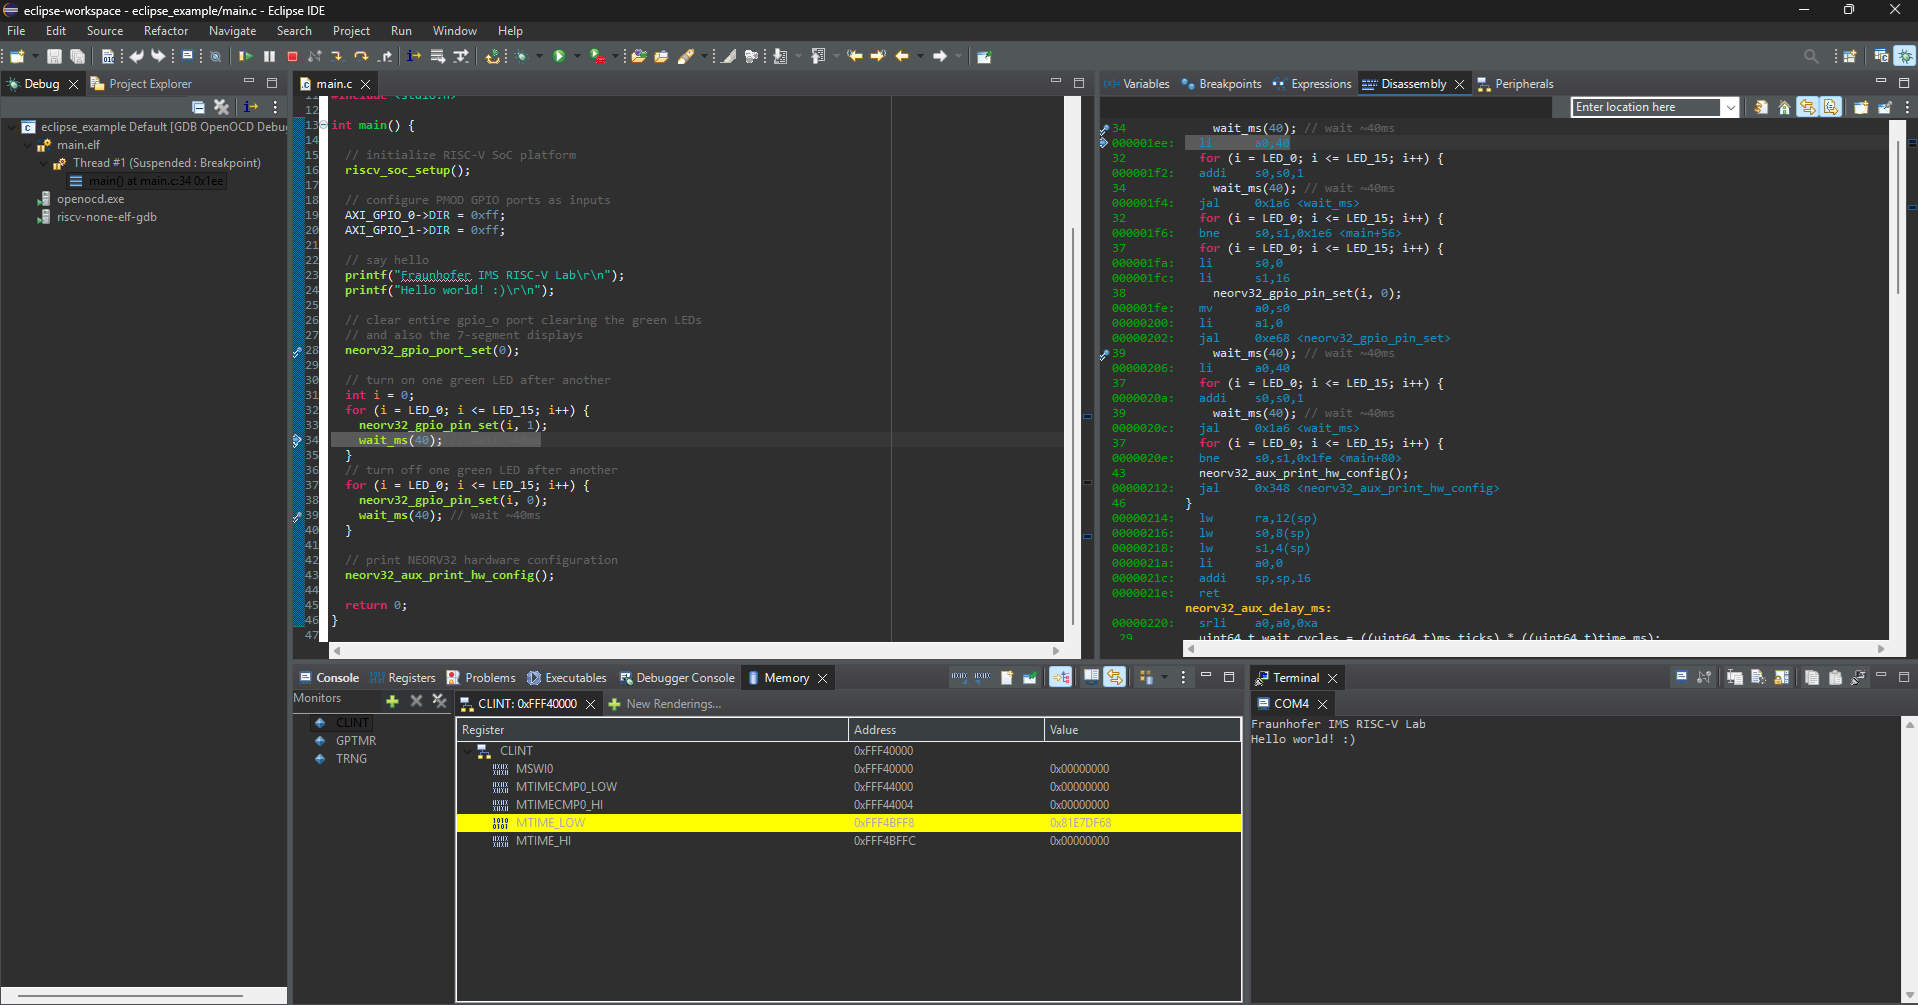 eclipse-workspace - eclipse_example/main.c - Eclipse IDE
File Edit Source Refactor Navigate Search Project Run Window Help
Debug Project Explorer
eclipse_example Default [GDB OpenOCD Debu
main.elf
Thread #1 (Suspended : Breakpoint)
main() at main.c:34 0x1ee
openocd.exe
riscv-none-elf-gdb
main.c
11 #include <stdio.h>
12
13 int main() {
14
15 // initialize RISC-V SoC platform
16 riscv_soc_setup();
17
18 // configure PMOD GPIO ports as inputs
19 AXI_GPIO_0->DIR = 0xff;
20 AXI_GPIO_1->DIR = 0xff;
21
22 // say hello
23 printf("Fraunhofer IMS RISC-V Lab\r\n");
24 printf("Hello world! :)\r\n");
25
26 // clear entire gpio_o port clearing the green LEDs
27 // and also the 7-segment displays
28 neorv32_gpio_port_set(0);
29
30 // turn on one green LED after another
31 int i = 0;
32 for (i = LED_0; i <= LED_15; i++) {
33 neorv32_gpio_pin_set(i, 1);
34 wait_ms(40); // wait ~40ms
35 }
36 // turn off one green LED after another
37 for (i = LED_0; i <= LED_15; i++) {
38 neorv32_gpio_pin_set(i, 0);
39 wait_ms(40); // wait ~40ms
40 }
41
42 // print NEORV32 hardware configuration
43 neorv32_aux_print_hw_config();
44
45 return 0;
46 }
47
Variables Breakpoints Expressions Disassembly Peripherals
Enter location here
34 wait_ms(40); // wait ~40ms
000001ee: li a0,40
32 for (i = LED_0; i <= LED_15; i++) {
000001f2: addi s0,s0,1
34 wait_ms(40); // wait ~40ms
000001f4: jal 0x1a6 <wait_ms>
32 for (i = LED_0; i <= LED_15; i++) {
000001f6: bne s0,s1,0x1e6 <main+56>
37 for (i = LED_0; i <= LED_15; i++) {
000001fa: li s0,0
000001fc: li s1,16
38 neorv32_gpio_pin_set(i, 0);
000001fe: mv a0,s0
00000200: li a1,0
00000202: jal 0xe68 <neorv32_gpio_pin_set>
39 wait_ms(40); // wait ~40ms
00000206: li a0,40
37 for (i = LED_0; i <= LED_15; i++) {
0000020a: addi s0,s0,1
39 wait_ms(40); // wait ~40ms
0000020c: jal 0x1a6 <wait_ms>
37 for (i = LED_0; i <= LED_15; i++) {
0000020e: bne s0,s1,0x1fe <main+80>
43 neorv32_aux_print_hw_config();
00000212: jal 0x348 <neorv32_aux_print_hw_config>
46 }
00000214: lw ra,12(sp)
00000216: lw s0,8(sp)
00000218: lw s1,4(sp)
0000021a: li a0,0
0000021c: addi sp,sp,16
0000021e: ret
neorv32_aux_delay_ms:
00000220: srli a0,a0,0xa
29 uint64_t wait_cycles = ((uint64_t)ms_ticks) * ((uint64_t)time_ms);
Console Registers Problems Executables Debugger Console Memory
Monitors
CLINT
GPTMR
TRNG
CLINT: 0xFFF40000 New Renderings...
Register Address Value
CLINT 0xFFF40000
MSWI0 0xFFF40000 0x00000000
MTIMECMP0_LOW 0xFFF44000 0x00000000
MTIMECMP0_HI 0xFFF44004 0x00000000
MTIME_LOW 0xFFF4BFF8 0x81E7DF68
MTIME_HI 0xFFF4BFFC 0x00000000
Terminal
COM4
Fraunhofer IMS RISC-V Lab
Hello world! :)